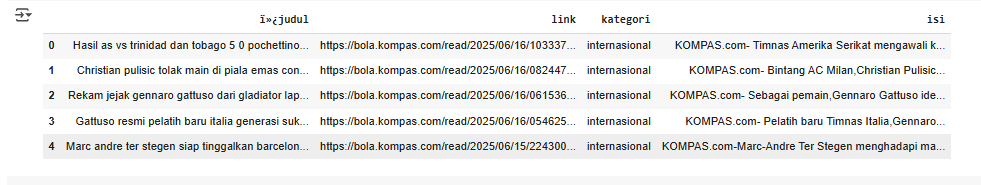 ï»¿judul link kategori isi
0 Hasil as vs trinidad dan tobago 5 0 pochettino... https://bola.kompas.com/read/2025/06/16/103337... internasional KOMPAS.com- Timnas Amerika Serikat mengawali k...
1 Christian pulisic tolak main di piala emas con... https://bola.kompas.com/read/2025/06/16/082447... internasional KOMPAS.com- Bintang AC Milan,Christian Pulisic...
2 Rekam jejak gennaro gattuso dari gladiator lap... https://bola.kompas.com/read/2025/06/16/061536... internasional KOMPAS.com- Sebagai pemain,Gennaro Gattuso ide...
3 Gattuso resmi pelatih baru italia generasi suk... https://bola.kompas.com/read/2025/06/16/054625... internasional KOMPAS.com- Pelatih baru Timnas Italia,Gennaro...
4 Marc andre ter stegen siap tinggalkan barcelon... https://bola.kompas.com/read/2025/06/15/224300... internasional KOMPAS.com-Marc-Andre Ter Stegen menghadapi ma...